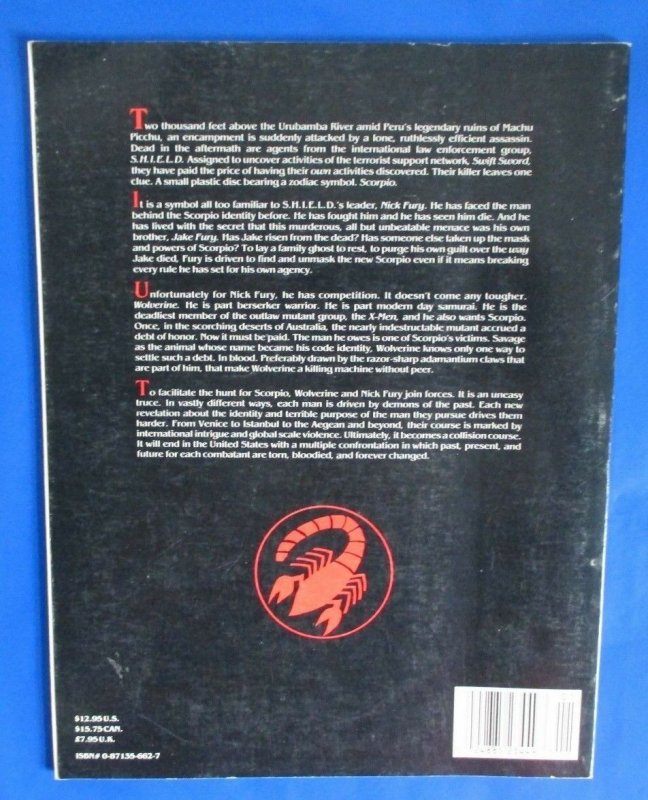 Two thousand feet above the Urubamba River amid Peru's legendary ruins of Machu
Picchu, an encampment is suddenly attacked by a lone, ruthlessly efficient assassin.
Dead in the aftermath are agents from the international law enforcement group,
S.H.I.E.L.D. Assigned to uncover activities of the terrorist support network, Swift Sword,
they have paid the price of having their own activities discovered. Their killer leaves one
clue. A small plastic disc bearing a zodiac symbol. Scorpio.
It is a symbol all too familiar to S.H.I.E.L.D.'s leader, Nick Fury. He has faced the man
behind the Scorpio identity before. He has fought him and he has seen him die. And he
has lived with the secret that this murderous, all but unbeatable menace was his own
brother, Jake Fury. Has Jake risen from the dead? Has someone else taken up the mask
and powers of Scorpio? To lay a family ghost to rest, to purge his own guilt over the way
Jake died, Fury is driven to find and unmask the new Scorpio even if it means breaking
every rule he has set for his own agency.
Unfortunately for Nick Fury, he has competition. It doesn't come any tougher.
Wolverine. He is part berserker warrior. He is part modern day samurai. He is the
deadliest member of the outlaw mutant group, the X-Men, and he also wants Scorpio.
Once, in the scorching deserts of Australia, the nearly indestructable mutant accrued a
debt of honor. Now it must be paid. The man he owes is one of Scorpio's victims. Savage
as the animal whose name became his code identity, Wolverine knows only one way to
settle such a debt. In blood. Preferably drawn by the razor-sharp adamantium claws that
are part of him, that make Wolverine a killing machine without peer.
To facilitate the hunt for Scorpio, Wolverine and Nick Fury join forces. It is an uneasy
truce. In vastly different ways, each man is driven by demons of the past. Each new
revelation about the identity and terrible purpose of the man they pursue drives them
harder. From Venice to Istanbul to the Aegean and beyond, their course is marked by
international intrigue and global scale violence. Ultimately, it becomes a collision course.
It will end in the United States with a multiple confrontation in which past, present, and
future for each combatant are torn, bloodied, and forever changed.
$12.95 U.S.
$15.75 CAN.
£7.95 U.K.
ISBN# 0-87135-662-7